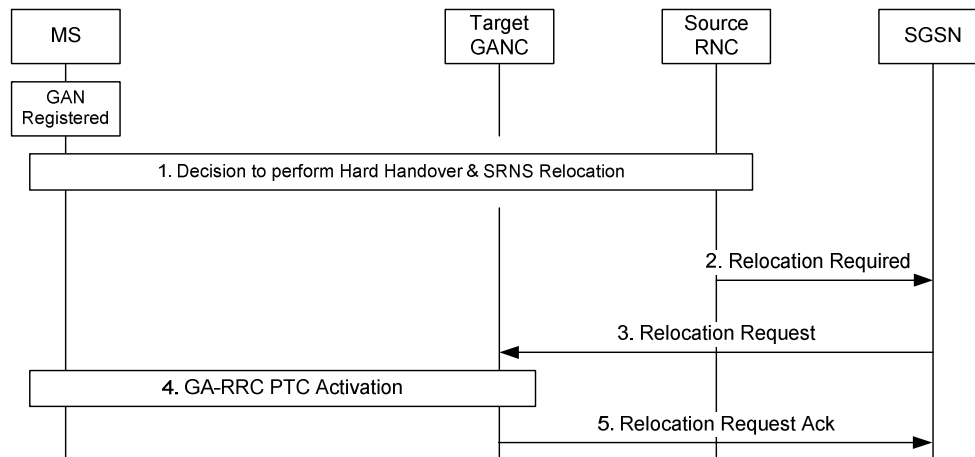 MS
Target
GANC
Source
RNC
SGSN
GAN
Registered
1. Decision to perform Hard Handover & SRNS Relocation
2. Relocation Required
3. Relocation Request
4. GA-RRC PTC Activation
5. Relocation Request Ack